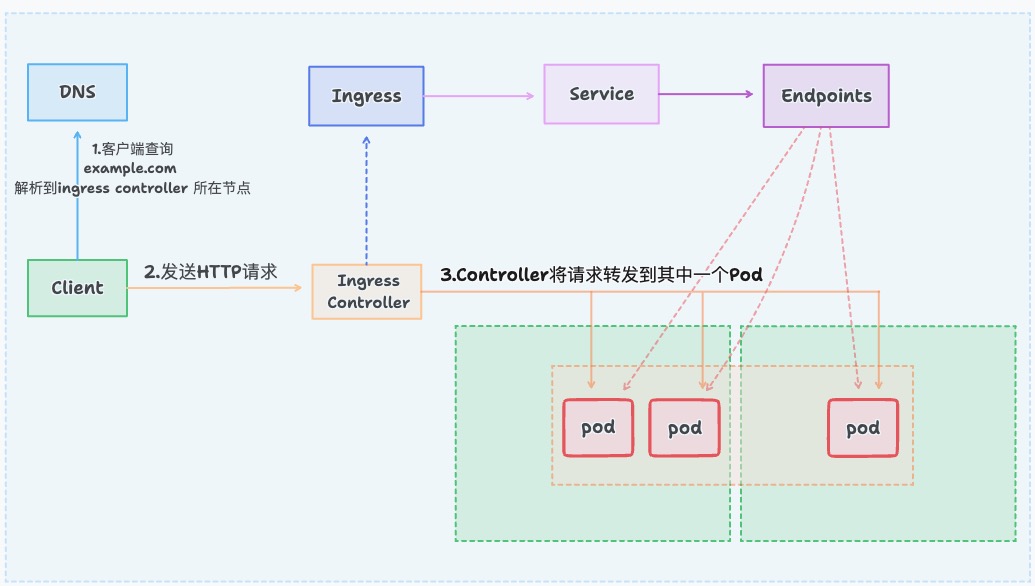 DNS
Ingress
Service
Endpoints
1.客户端查询
example.com
解析到ingress controller 所在节点
Client
2.发送HTTP请求
Ingress
Controller
3.Controller将请求转发到其中一个Pod
pod
pod
pod